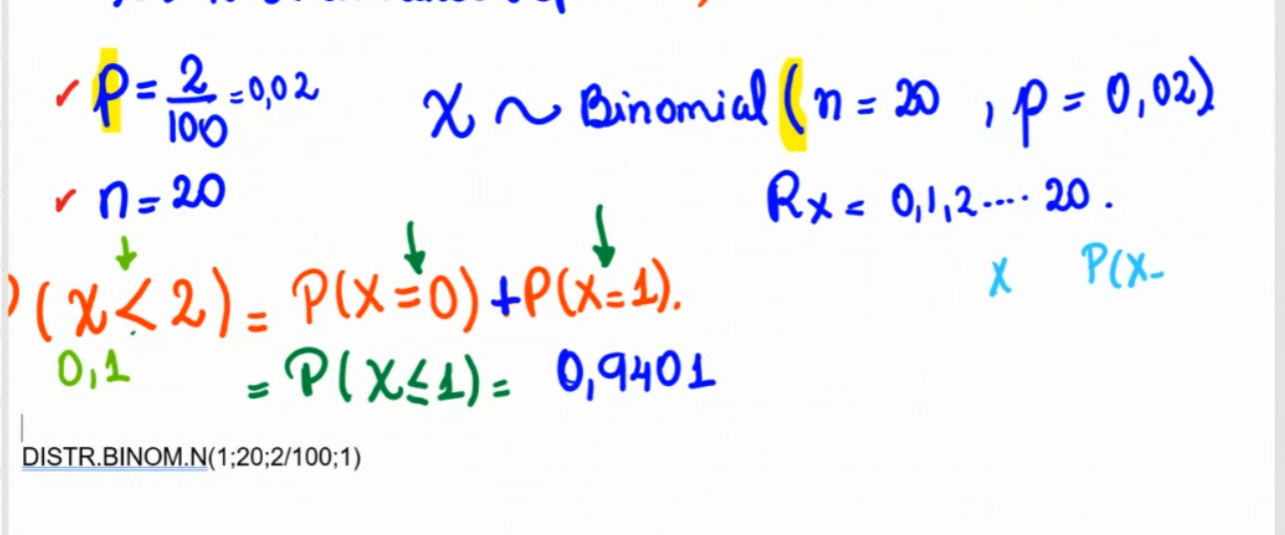 p = 2/100 = 0,02
X ~ Binomial (n = 20 , p = 0,02)
n = 20
Rx = 0,1,2.... 20.
X P(X-
(X < 2) = P(X=0) + P(X=1).
0,1
= P(X≤1) = 0,9401
DISTR.BINOM.N(1;20;2/100;1)